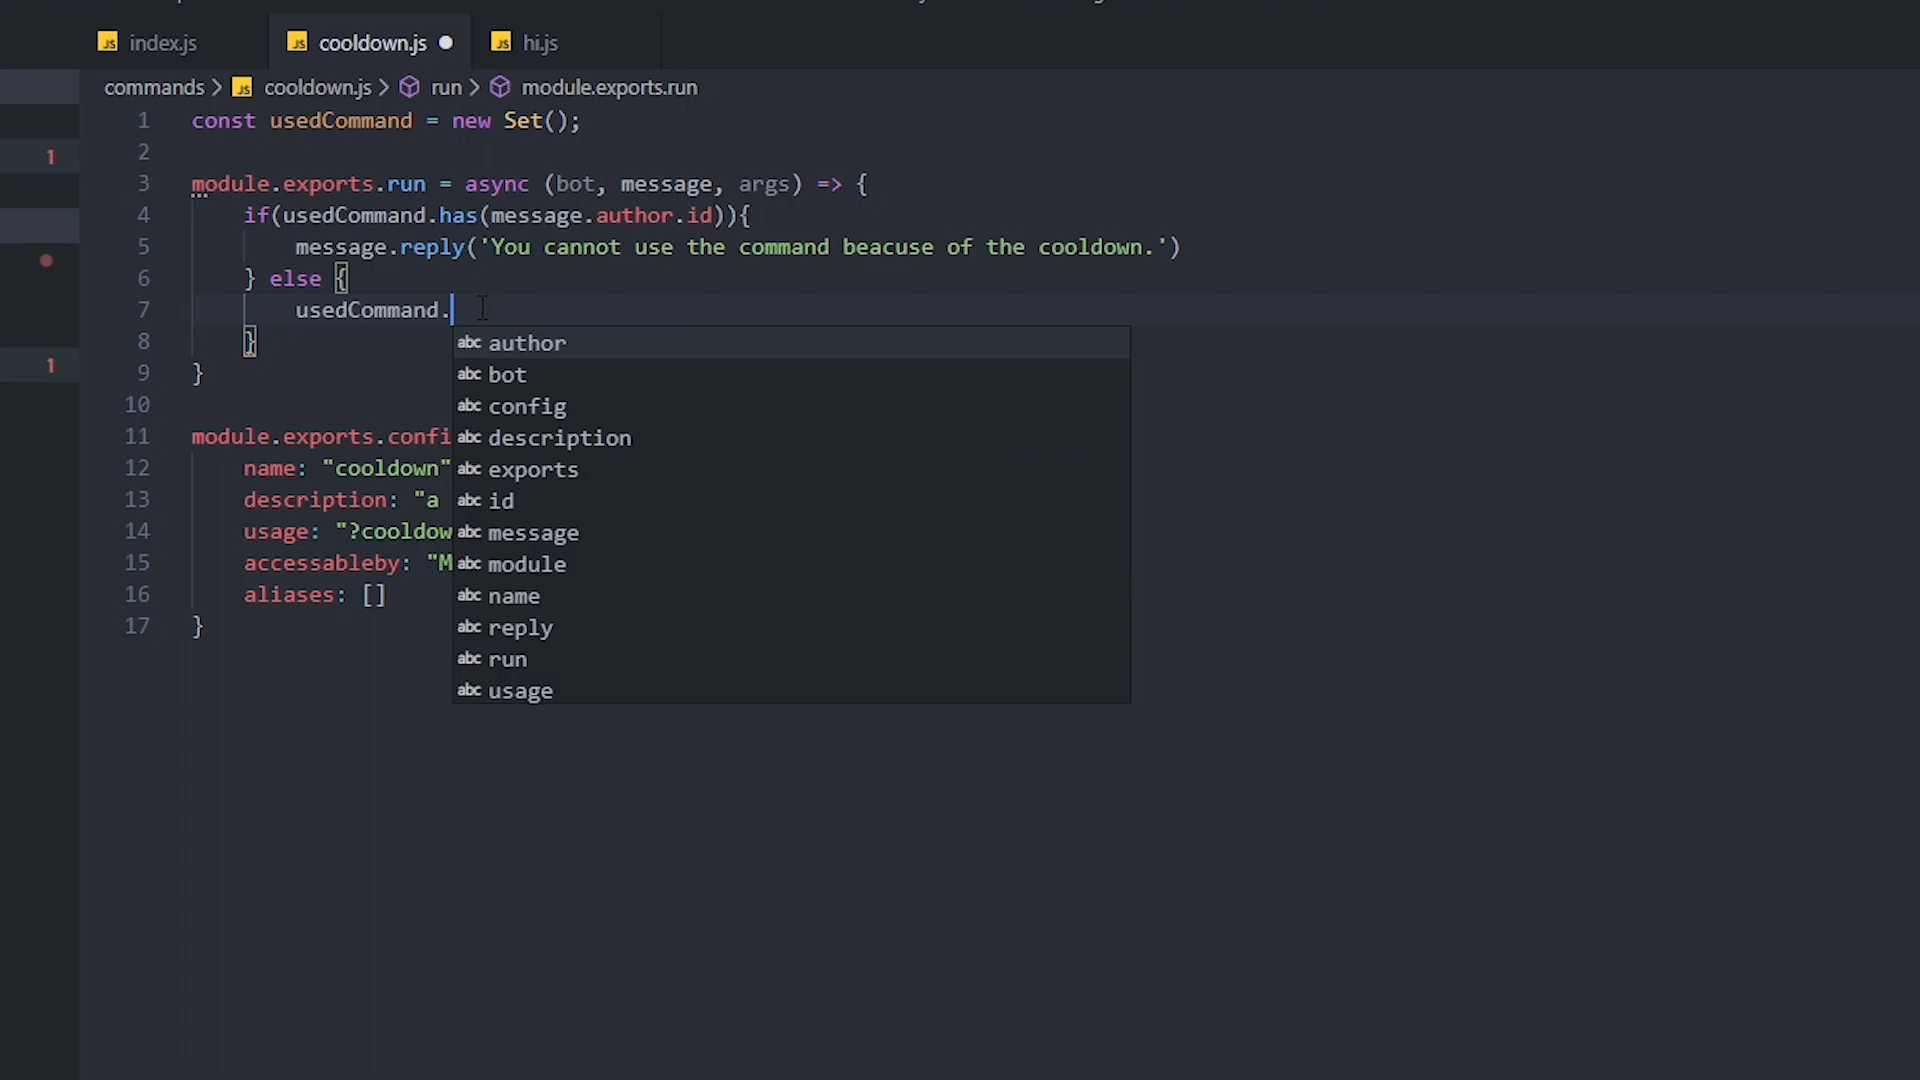 index.js cooldown.js hi.js
commands > cooldown.js > run > module.exports.run
1 const usedCommand = new Set();
2
3 module.exports.run = async (bot, message, args) => {
4 if(usedCommand.has(message.author.id)){
5 message.reply('You cannot use the command beacuse of the cooldown.')
6 } else {
7 usedCommand.
8 }
9 }
10
11 module.exports.confi
12 name: "cooldown"
13 description: "a
14 usage: "?cooldow
15 accessableby: "M
16 aliases: []
17 }
abc author
abc bot
abc config
abc description
abc exports
abc id
abc message
abc module
abc name
abc reply
abc run
abc usage
1
1